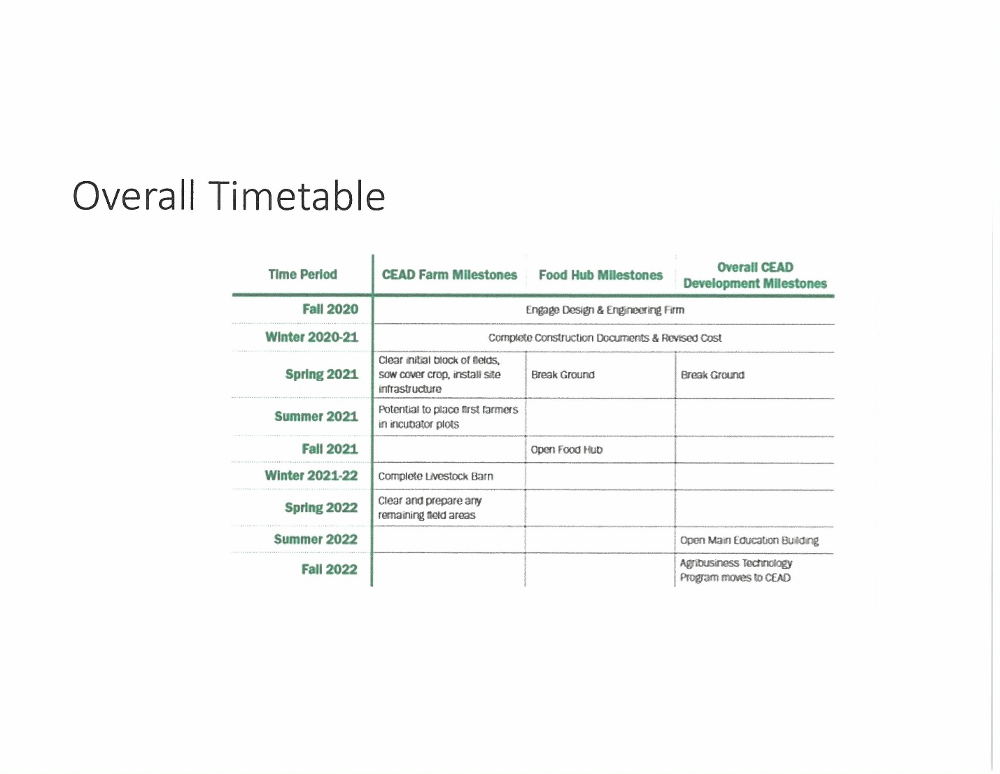 Overall Timetable
Time Period
CEAD Farm Milestones
Food Hub Milestones
Overall CEAD
Development Milestones
Fall 2020
Engage Design & Engineering Firm
Winter 2020-21
Complete Construction Documents & Revised Cost
Spring 2021
Clear initial block of fields,
sow cover crop, install site
infrastructure
Break Ground
Break Ground
Summer 2021
Potential to place first farmers
in incubator plots
Fall 2021
Open Food Hub
Winter 2021-22
Complete Livestock Barn
Spring 2022
Clear and prepare any
remaining field areas
Summer 2022
Open Main Education Building
Fall 2022
Agribusiness Technology
Program moves to CEAD